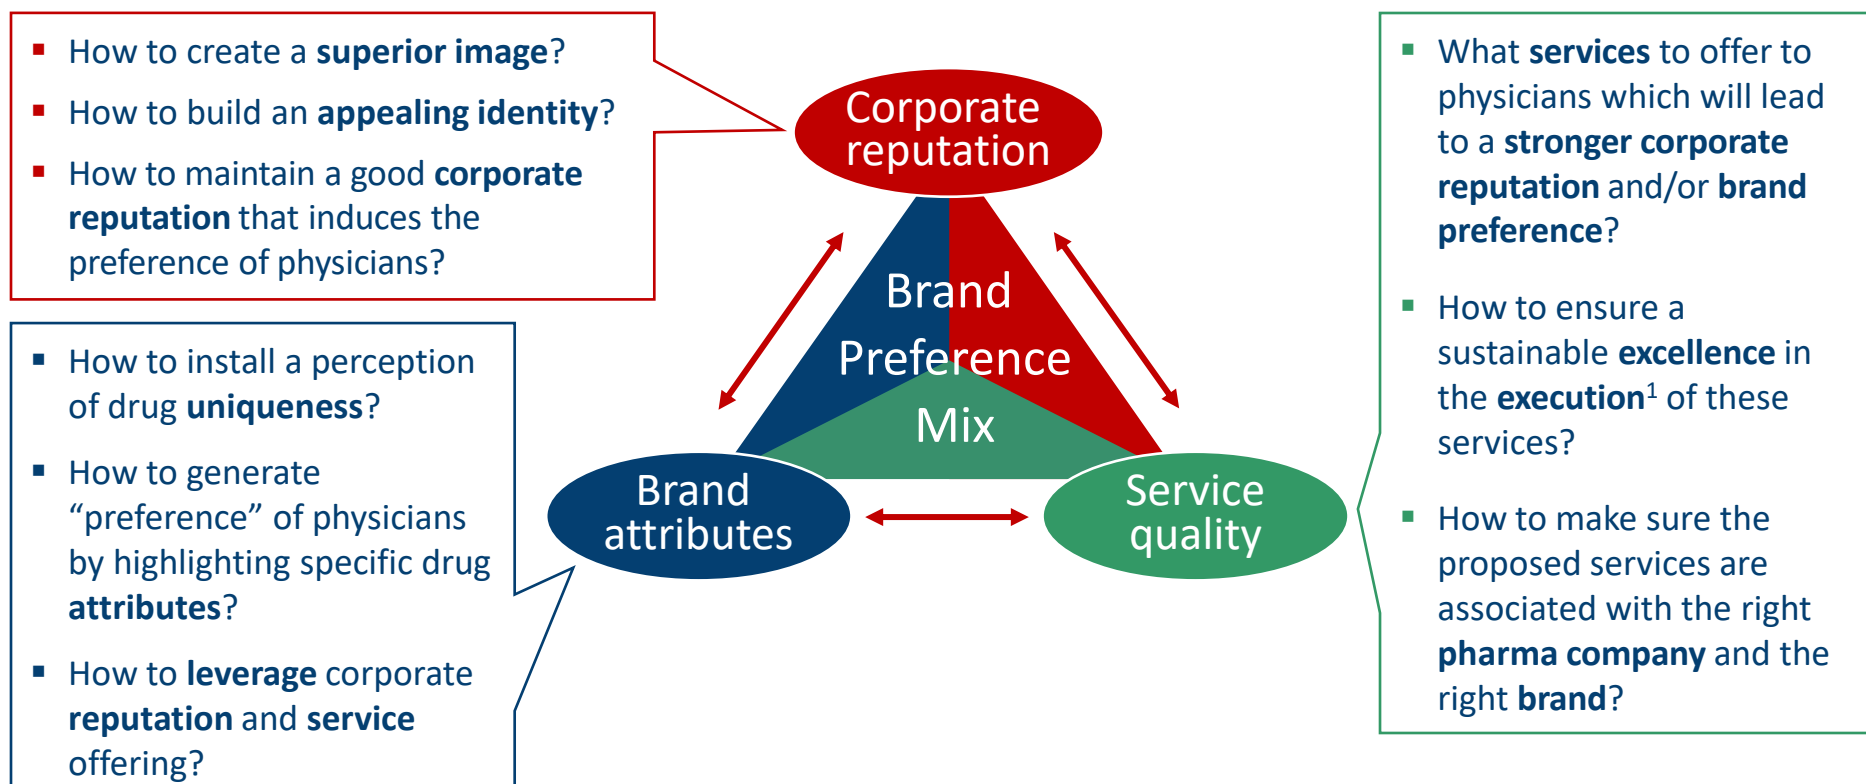 ▪ How to create a superior image?
▪ How to build an appealing identity?
▪ How to maintain a good corporate
reputation that induces the
preference of physicians?
Corporate
reputation
▪ What services to offer to
physicians which will lead
to a stronger corporate
reputation and/or brand
preference?
▪ How to ensure a
sustainable excellence in
the execution¹ of these
services?
▪ How to make sure the
proposed services are
associated with the right
pharma company and the
right brand?
Brand
Preference
Mix
▪ How to install a perception
of drug uniqueness?
▪ How to generate
“preference” of physicians
by highlighting specific drug
attributes?
▪ How to leverage corporate
reputation and service
offering?
Brand
attributes
Service
quality